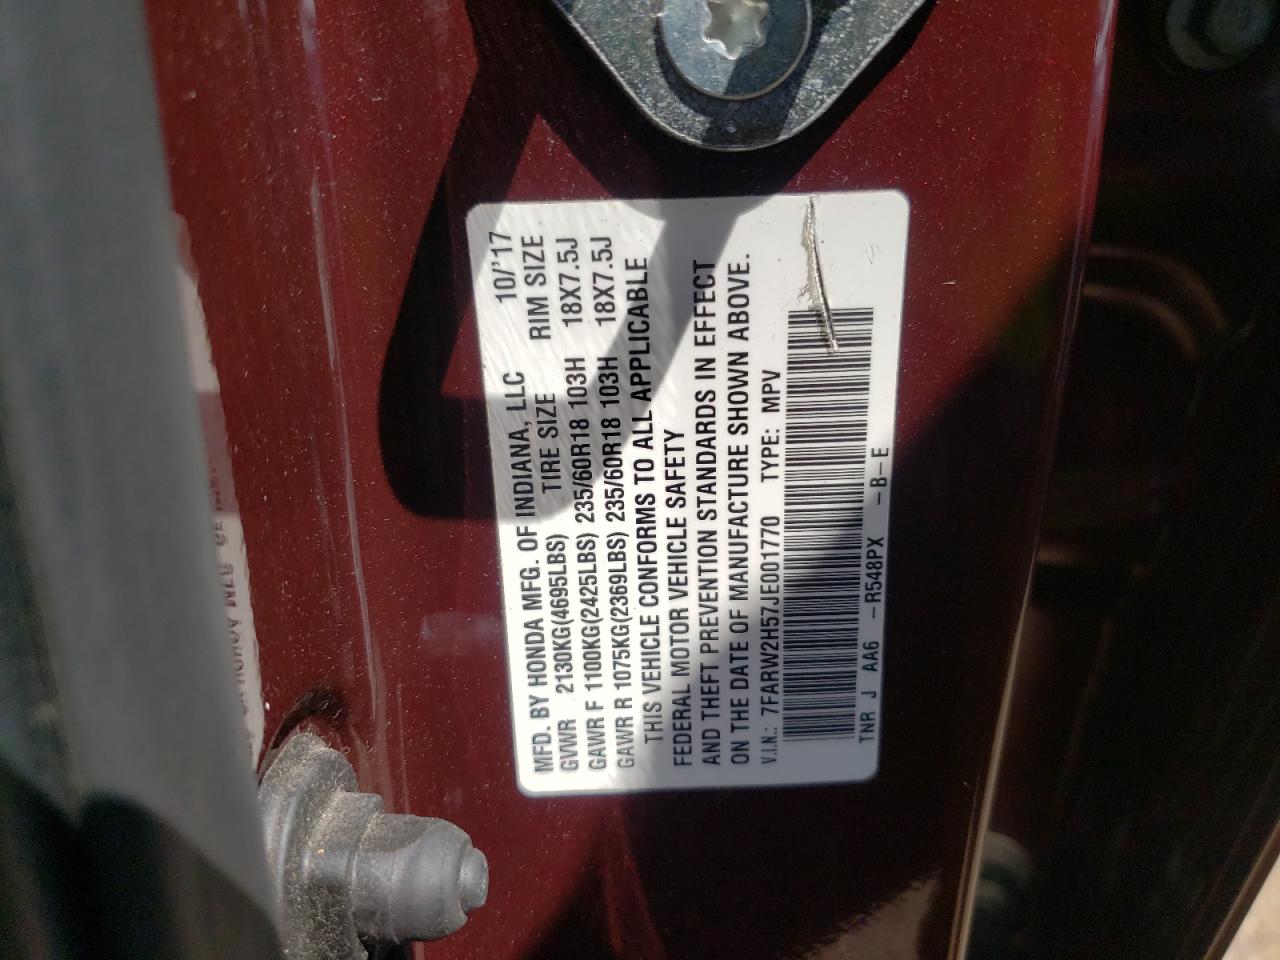 MFD. BY HONDA MFG. OF INDIANA, LLC 10/'17
GVWR 2130KG(4695LBS) TIRE SIZE RIM SIZE
GAWR F 1100KG(2425LBS) 235/60R18 103H 18X7.5J
GAWR R 1075KG(2369LBS) 235/60R18 103H 18X7.5J
THIS VEHICLE CONFORMS TO ALL APPLICABLE
FEDERAL MOTOR VEHICLE SAFETY
AND THEFT PREVENTION STANDARDS IN EFFECT
ON THE DATE OF MANUFACTURE SHOWN ABOVE.
V.I.N.: 7FARW2H57JE001770 TYPE: MPV
TNR J AA6 -R548PX -B-E